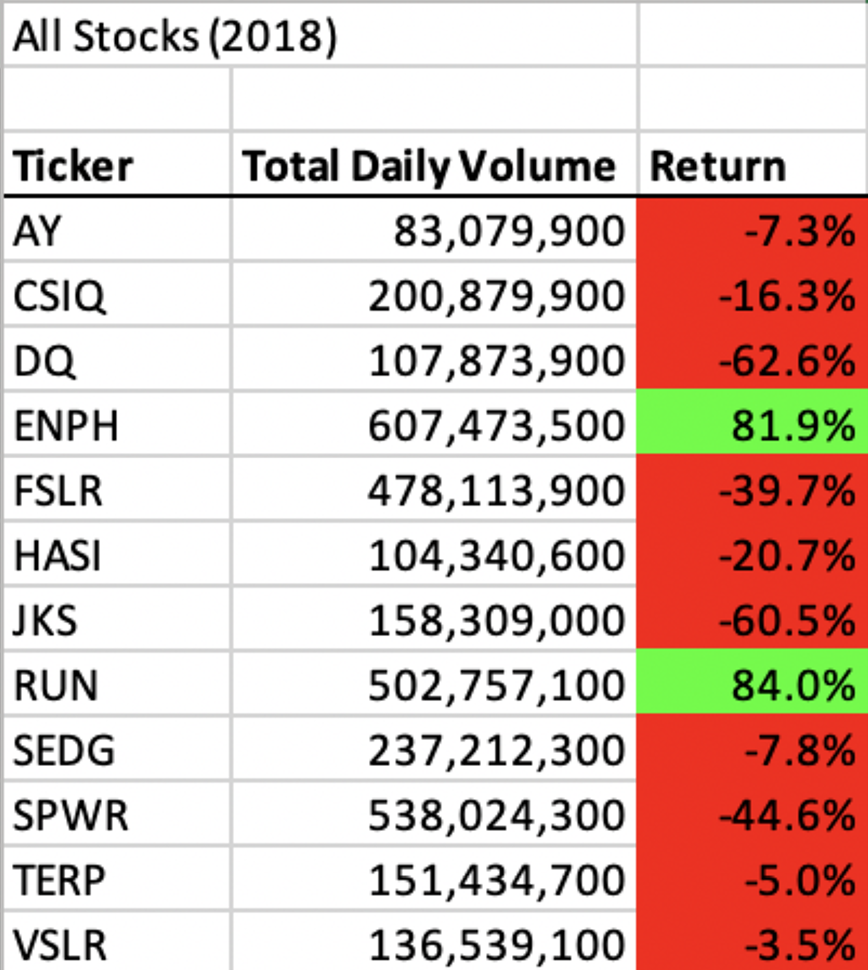 All Stocks (2018)
Ticker Total Daily Volume Return
AY 83,079,900 -7.3%
CSIQ 200,879,900 -16.3%
DQ 107,873,900 -62.6%
ENPH 607,473,500 81.9%
FSLR 478,113,900 -39.7%
HASI 104,340,600 -20.7%
JKS 158,309,000 -60.5%
RUN 502,757,100 84.0%
SEDG 237,212,300 -7.8%
SPWR 538,024,300 -44.6%
TERP 151,434,700 -5.0%
VSLR 136,539,100 -3.5%